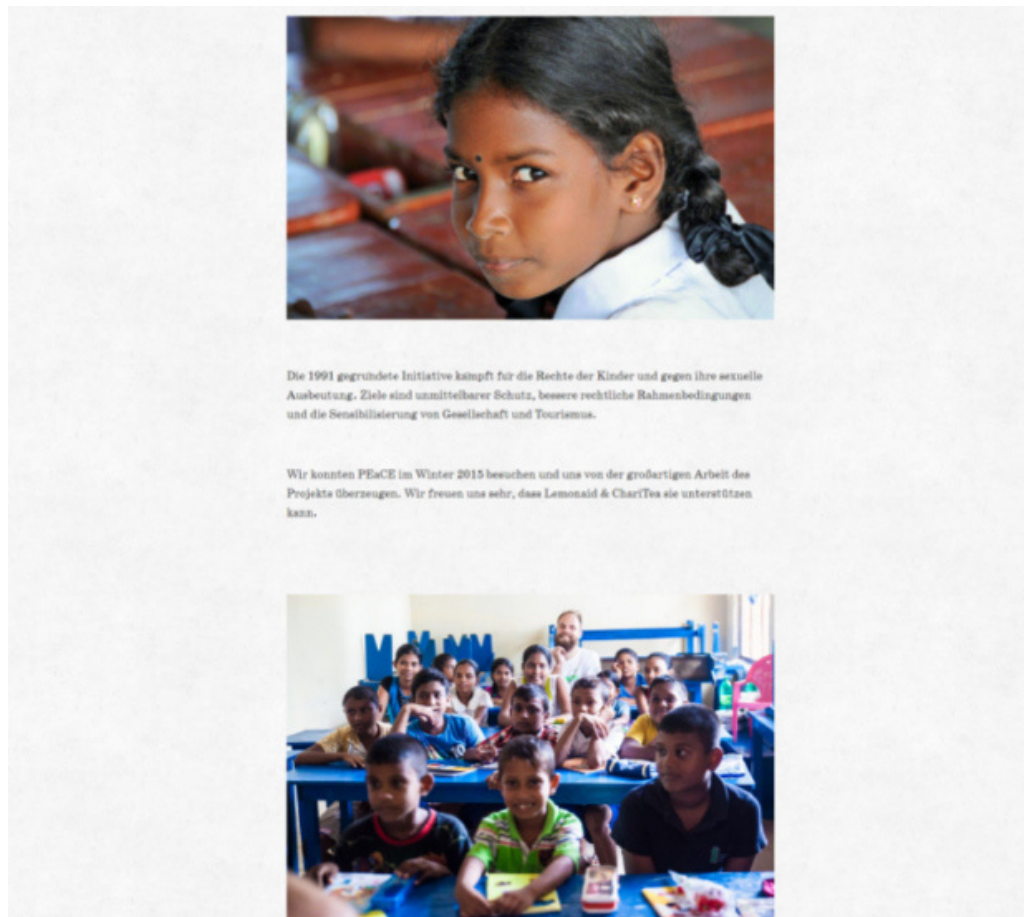 Die 1991 gegründete Initiative kämpft für die Rechte der Kinder und gegen ihre sexuelle
Ausbeutung. Ziele sind unmittelbarer Schutz, bessere rechtliche Rahmenbedingungen
und die Sensibilisierung von Gesellschaft und Tourismus.
Wir konnten PEaCE im Winter 2015 besuchen und uns von der großartigen Arbeit des
Projekts überzeugen. Wir freuen uns sehr, dass Lemonaid & ChariTea sie unterstützen
kann.